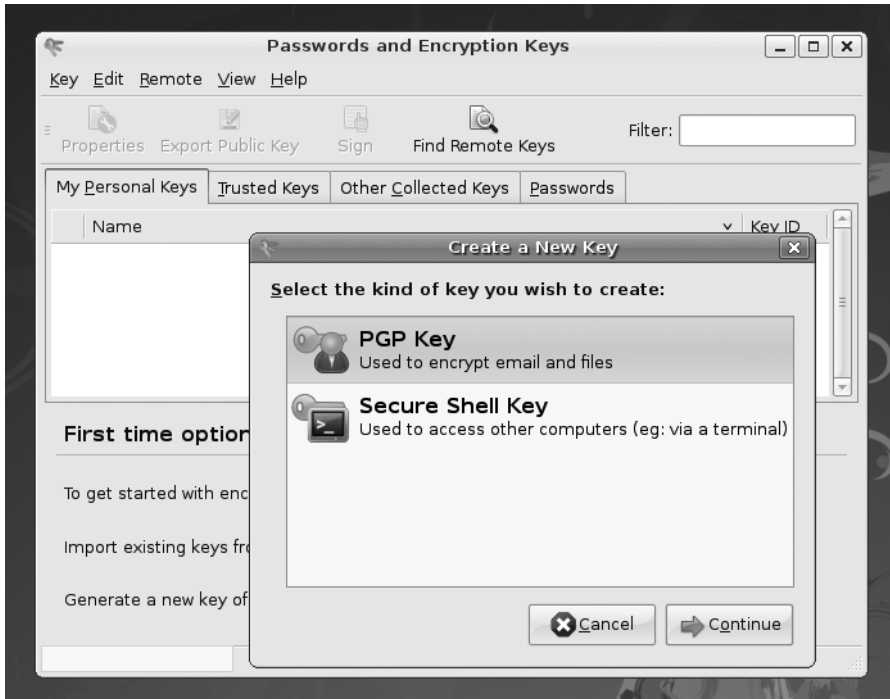 Passwords and Encryption Keys
Key Edit Remote View Help
Properties Export Public Key Sign Find Remote Keys Filter:
My Personal Keys Trusted Keys Other Collected Keys Passwords
Name Key ID
Create a New Key
Select the kind of key you wish to create:
PGP Key
Used to encrypt email and files
Secure Shell Key
Used to access other computers (eg: via a terminal)
First time option
To get started with enc
Import existing keys fro
Generate a new key of
Cancel Continue